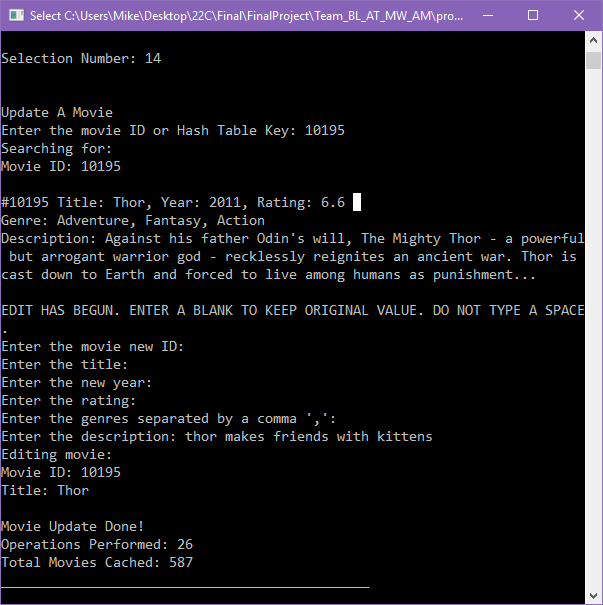 Select C:\Users\Mike\Desktop\22C\Final\FinalProject\Team_BL_AT_MW_AM\pro...
Selection Number: 14
Update A Movie
Enter the movie ID or Hash Table Key: 10195
Searching for:
Movie ID: 10195
#10195 Title: Thor, Year: 2011, Rating: 6.6
Genre: Adventure, Fantasy, Action
Description: Against his father Odin's will, The Mighty Thor - a powerful
 but arrogant warrior god - recklessly reignites an ancient war. Thor is
cast down to Earth and forced to live among humans as punishment...
EDIT HAS BEGUN. ENTER A BLANK TO KEEP ORIGINAL VALUE. DO NOT TYPE A SPACE
.
Enter the movie new ID:
Enter the title:
Enter the new year:
Enter the rating:
Enter the genres separated by a comma ',':
Enter the description: thor makes friends with kittens
Editing movie:
Movie ID: 10195
Title: Thor
Movie Update Done!
Operations Performed: 26
Total Movies Cached: 587
______________________________________________